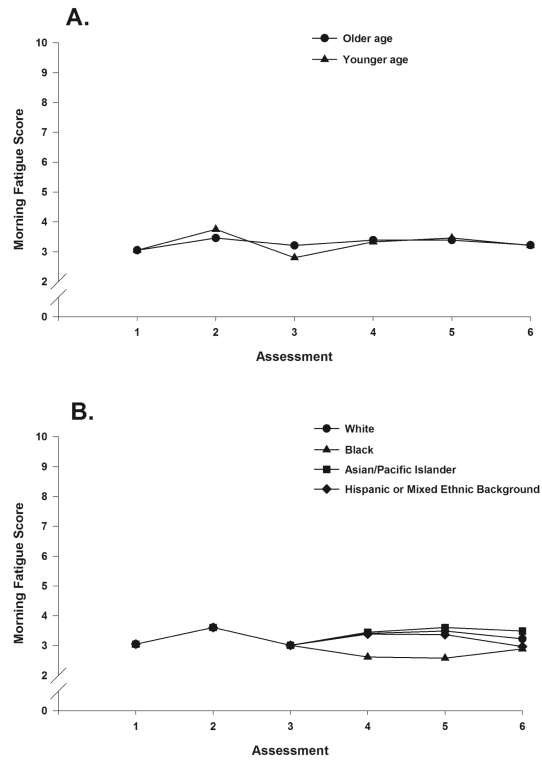 A.
Older age
Younger age
Morning Fatigue Score
10
9
8
7
6
5
4
3
2
0
1 2 3 4 5 6
Assessment
B.
White
Black
Asian/Pacific Islander
Hispanic or Mixed Ethnic Background
Morning Fatigue Score
10
9
8
7
6
5
4
3
2
0
1 2 3 4 5 6
Assessment